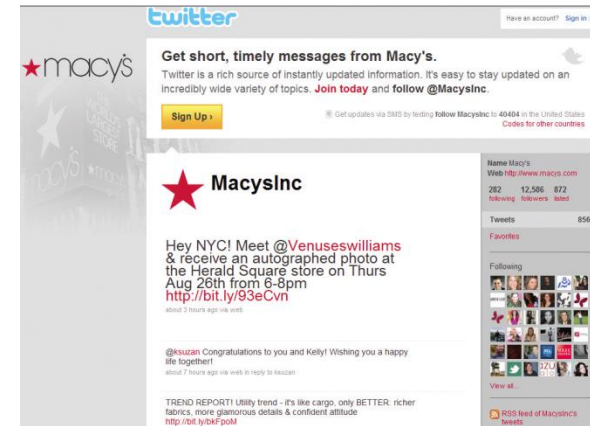 twitter
Have an account? Sign in
macy's
Get short, timely messages from Macy's.
Twitter is a rich source of instantly updated information. It's easy to stay updated on an
incredibly wide variety of topics. Join today and follow @MacysInc.
Sign Up ›
Get updates via SMS by texting follow MacysInc to 40404 in the United States
Codes for other countries
MacysInc
Hey NYC! Meet @Venuseswilliams
& receive an autographed photo at
the Herald Square store on Thurs
Aug 26th from 6-8pm
http://bit.ly/93eCvn
about 3 hours ago via web
@ksuzan Congratulations to you and Kelly! Wishing you a happy
life together!
about 7 hours ago via web in reply to ksuzan
TREND REPORT! Utility trend - it's like cargo, only BETTER: richer
fabrics, more glamorous details & confident attitude
http://bit.ly/bkFpoM
Name Macy's
Web http://www.macys.com
282 12,586 872
following followers listed
Tweets 856
Favorites
Following
View all...
RSS feed of MacysInc's
tweets